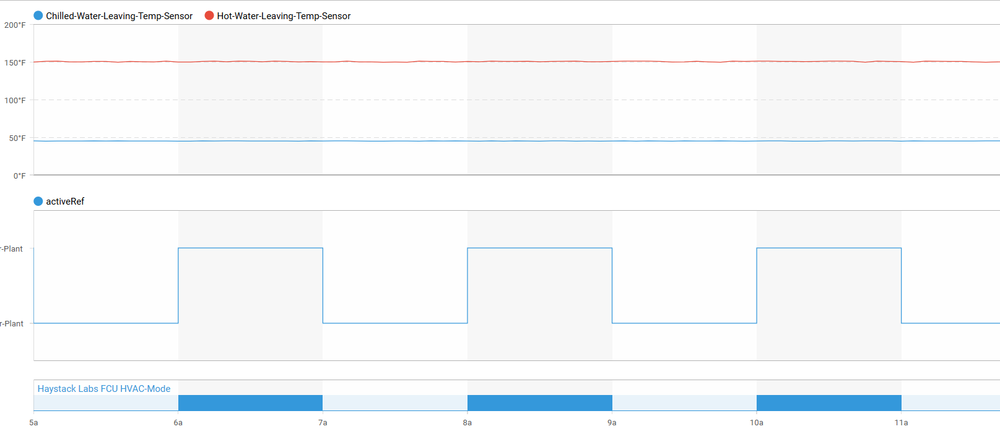 Chilled-Water-Leaving-Temp-Sensor Hot-Water-Leaving-Temp-Sensor
200°F
150°F
100°F
50°F
0°F
activeRef
r-Plant
r-Plant
Haystack Labs FCU HVAC-Mode
5a 6a 7a 8a 9a 10a 11a